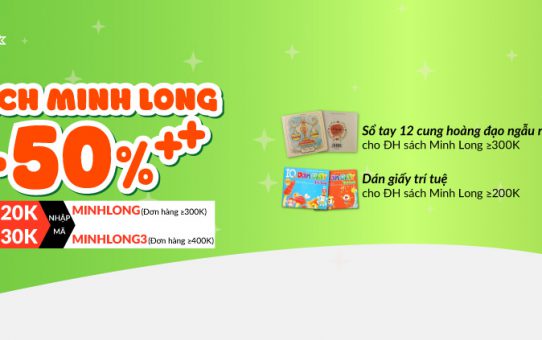 CH MINH LONG
-50%++
20K
30K
NHẬP
MÃ
MINHLONG (Đơn hàng ≥300K)
MINHLONG3 (Đơn hàng ≥400K)
Sổ tay 12 cung hoàng đạo ngẫu n
cho ĐH sách Minh Long ≥300K
Dán giấy trí tuệ
cho ĐH sách Minh Long ≥200K